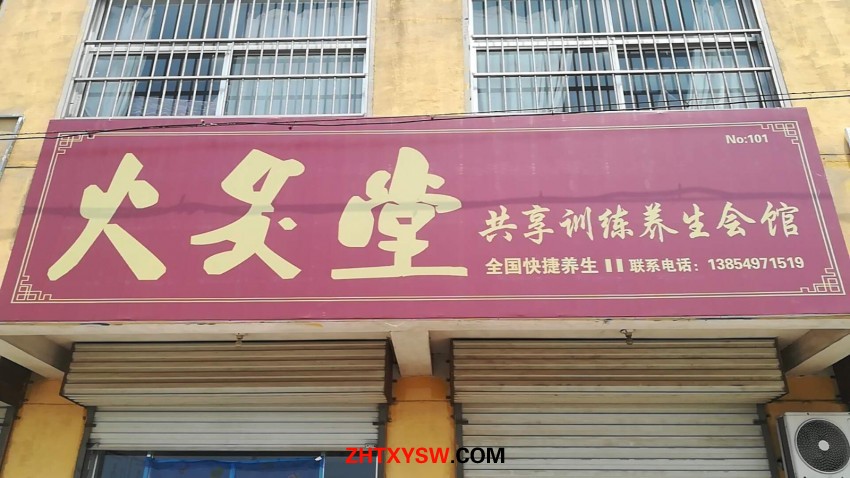 No:101
火灸堂
共享训练养生会馆
全国快捷养生 联系电话：13854971519
ZHTXYSW.COM